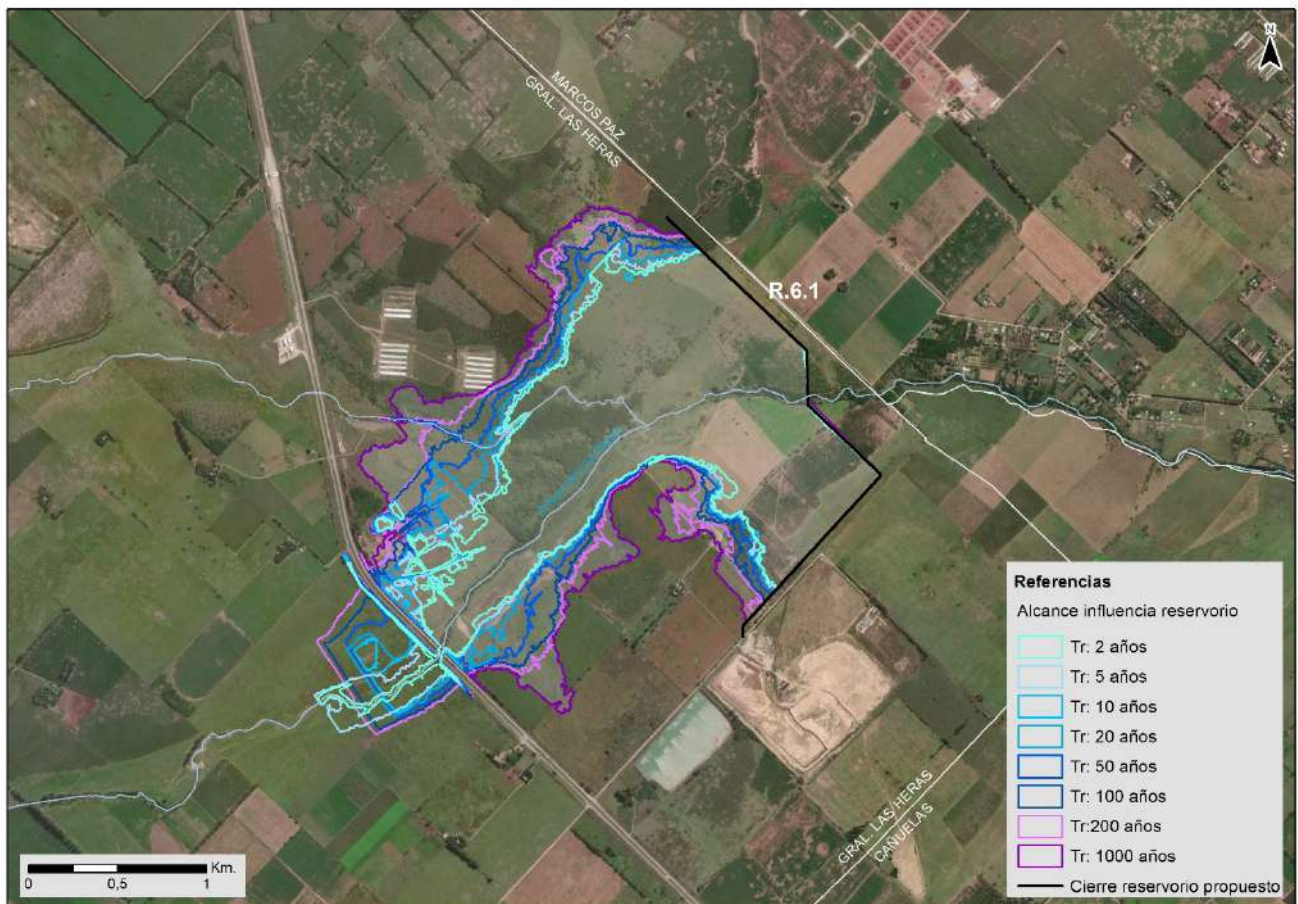 N
MARCOS PAZ
GRAL. LAS HERAS
R.6.1
GRAL. LAS HERAS
CAÑUELAS
Km.
0 0,5 1
Referencias
Alcance influencia reservorio
Tr: 2 años
Tr: 5 años
Tr: 10 años
Tr: 20 años
Tr: 50 años
Tr: 100 años
Tr:200 años
Tr: 1000 años
Cierre reservorio propuesto